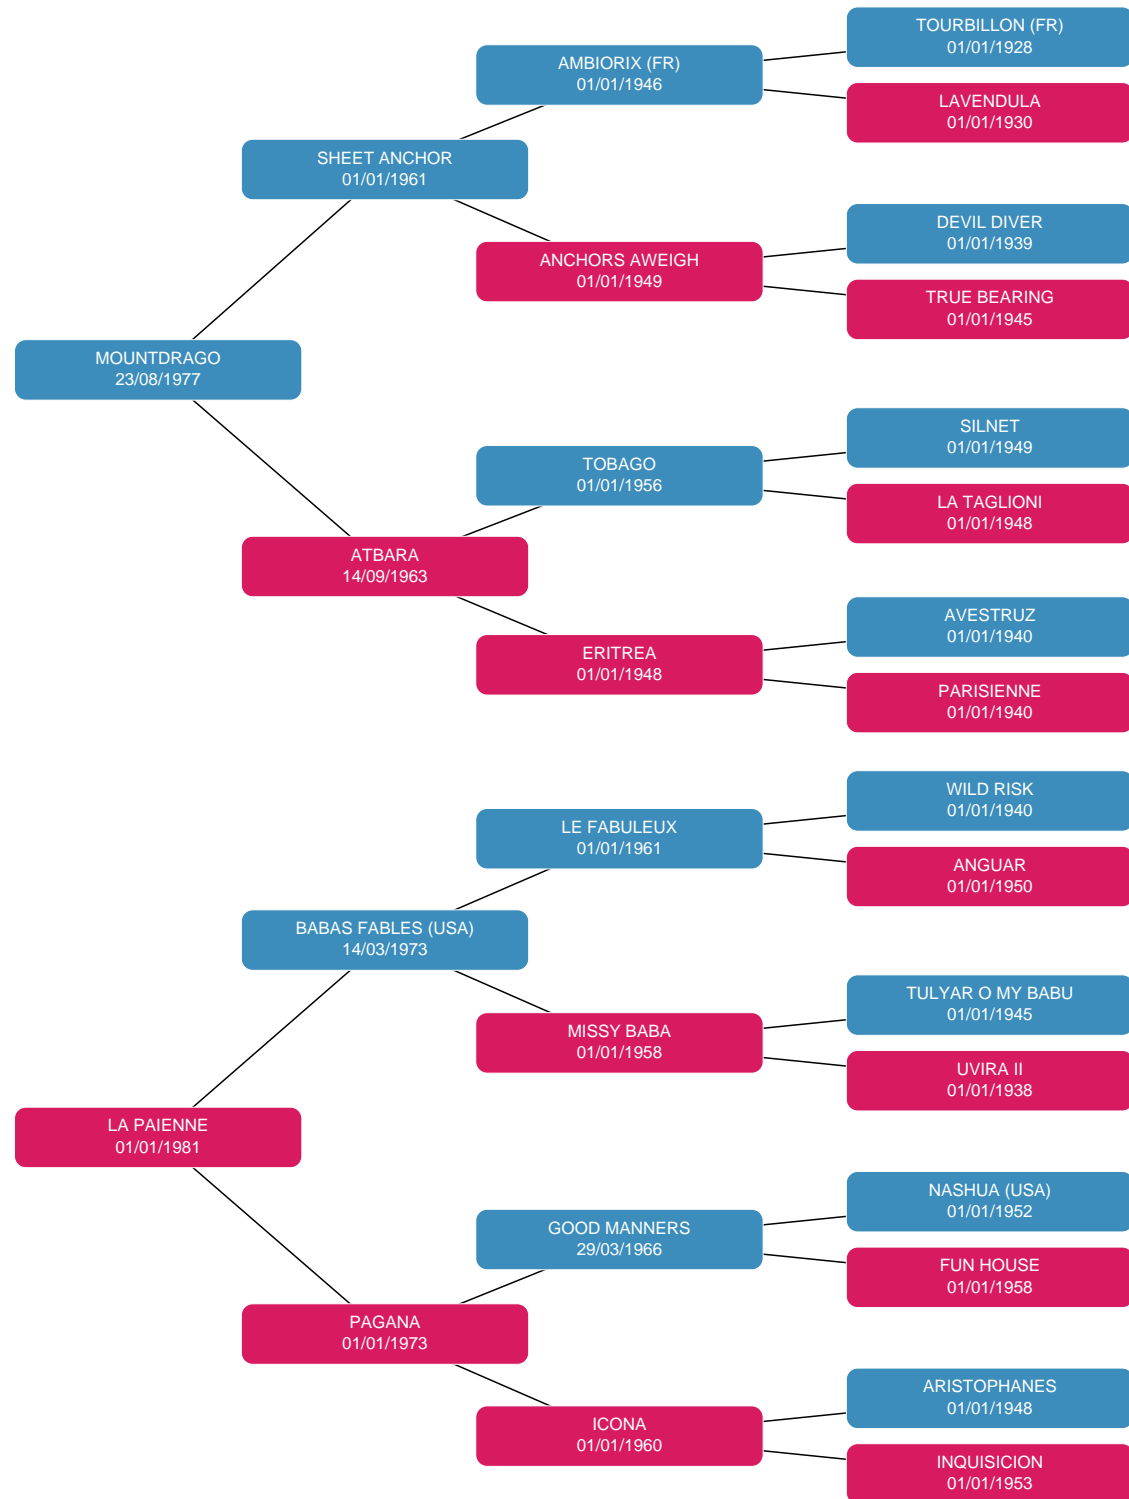 TOURBILLON (FR)
01/01/1928
AMBIORIX (FR)
01/01/1946
LAVENDULA
01/01/1930
SHEET ANCHOR
01/01/1961
DEVIL DIVER
01/01/1939
ANCHORS AWEIGH
01/01/1949
TRUE BEARING
01/01/1945
MOUNTDRAGO
23/08/1977
SILNET
01/01/1949
TOBAGO
01/01/1956
LA TAGLIONI
01/01/1948
ATBARA
14/09/1963
AVESTRUZ
01/01/1940
ERITREA
01/01/1948
PARISIENNE
01/01/1940
WILD RISK
01/01/1940
LE FABULEUX
01/01/1961
ANGUAR
01/01/1950
BABAS FABLES (USA)
14/03/1973
TULYAR O MY BABU
01/01/1945
MISSY BABA
01/01/1958
UVIRA II
01/01/1938
LA PAIENNE
01/01/1981
NASHUA (USA)
01/01/1952
GOOD MANNERS
29/03/1966
FUN HOUSE
01/01/1958
PAGANA
01/01/1973
ARISTOPHANES
01/01/1948
ICONA
01/01/1960
INQUISICION
01/01/1953